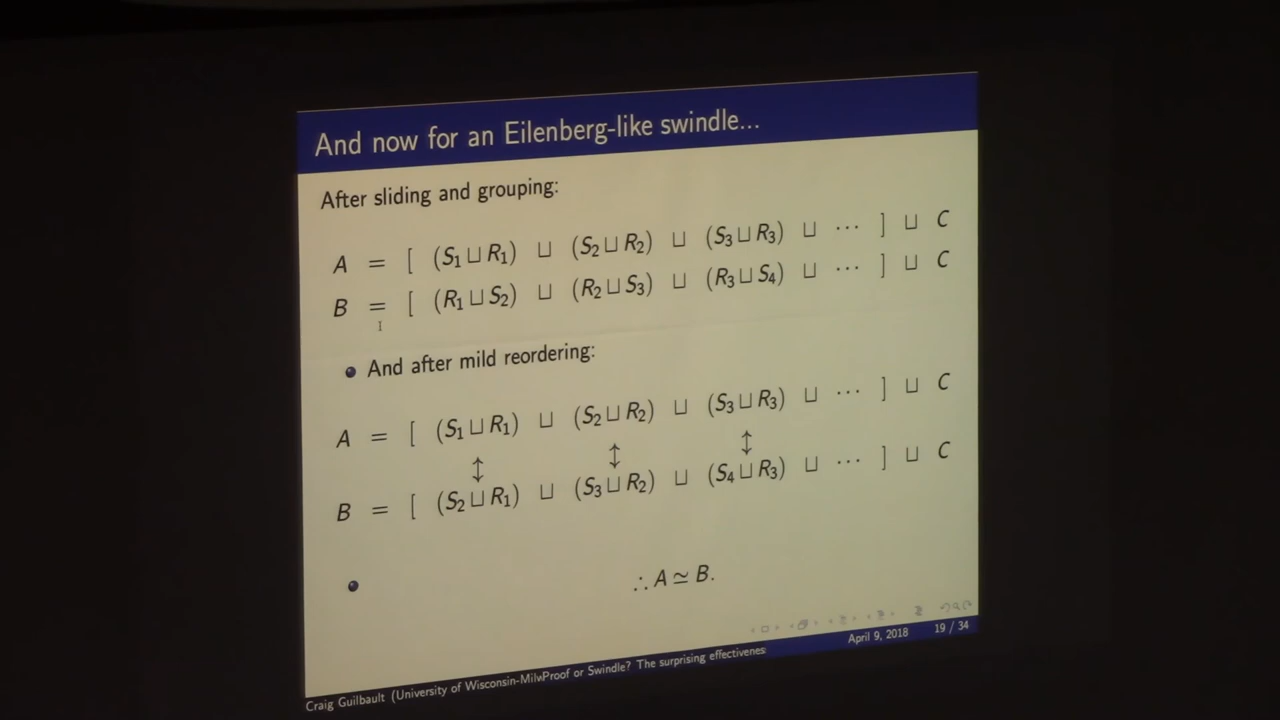 And now for an Eilenberg-like swindle...
After sliding and grouping:
A = [ (S₁ ⊔ R₁) ⊔ (S₂ ⊔ R₂) ⊔ (S₃ ⊔ R₃) ⊔ ··· ] ⊔ C
B = [ (R₁ ⊔ S₂) ⊔ (R₂ ⊔ S₃) ⊔ (R₃ ⊔ S₄) ⊔ ··· ] ⊔ C
• And after mild reordering:
A = [ (S₁ ⊔ R₁) ⊔ (S₂ ⊔ R₂) ⊔ (S₃ ⊔ R₃) ⊔ ··· ] ⊔ C
↕ ↕ ↕
B = [ (S₂ ⊔ R₁) ⊔ (S₃ ⊔ R₂) ⊔ (S₄ ⊔ R₃) ⊔ ··· ] ⊔ C
• ∴ A ≃ B.
Craig Guilbault (University of Wisconsin-MilwProof or Swindle? The surprising effectivenes April 9, 2018 19 / 34